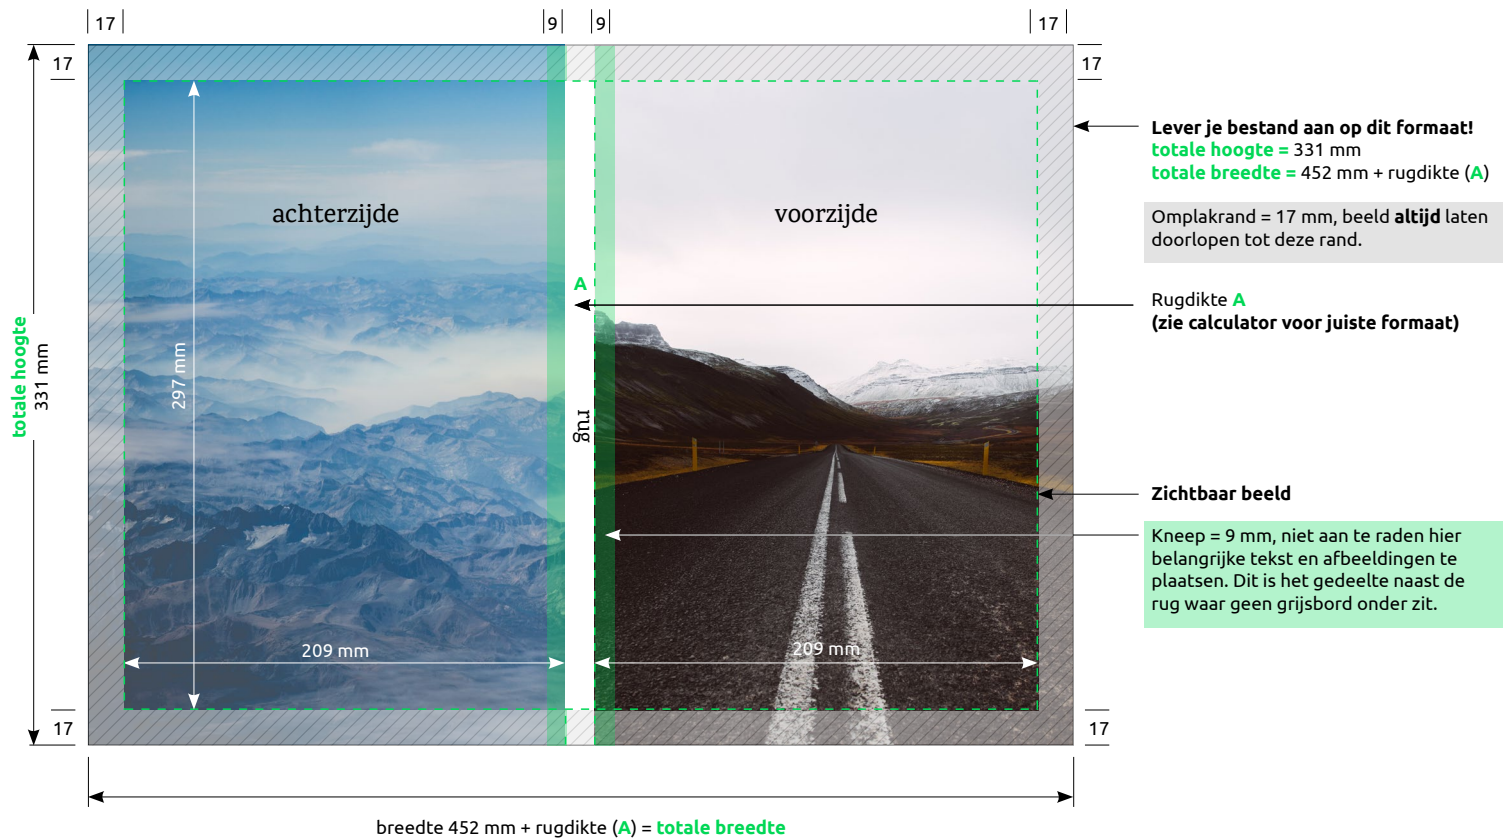 17
9
9
17
17
17
achterzijde
voorzijde
Lever je bestand aan op dit formaat!
totale hoogte = 331 mm
totale breedte = 452 mm + rugdikte (A)
Omplakrand = 17 mm, beeld altijd laten
doorlopen tot deze rand.
A
Rugdikte A
(zie calculator voor juiste formaat)
totale hoogte
331 mm
297 mm
rug
Zichtbaar beeld
Kneep = 9 mm, niet aan te raden hier
belangrijke tekst en afbeeldingen te
plaatsen. Dit is het gedeelte naast de
rug waar geen grijsbord onder zit.
209 mm
209 mm
17
17
breedte 452 mm + rugdikte (A) = totale breedte